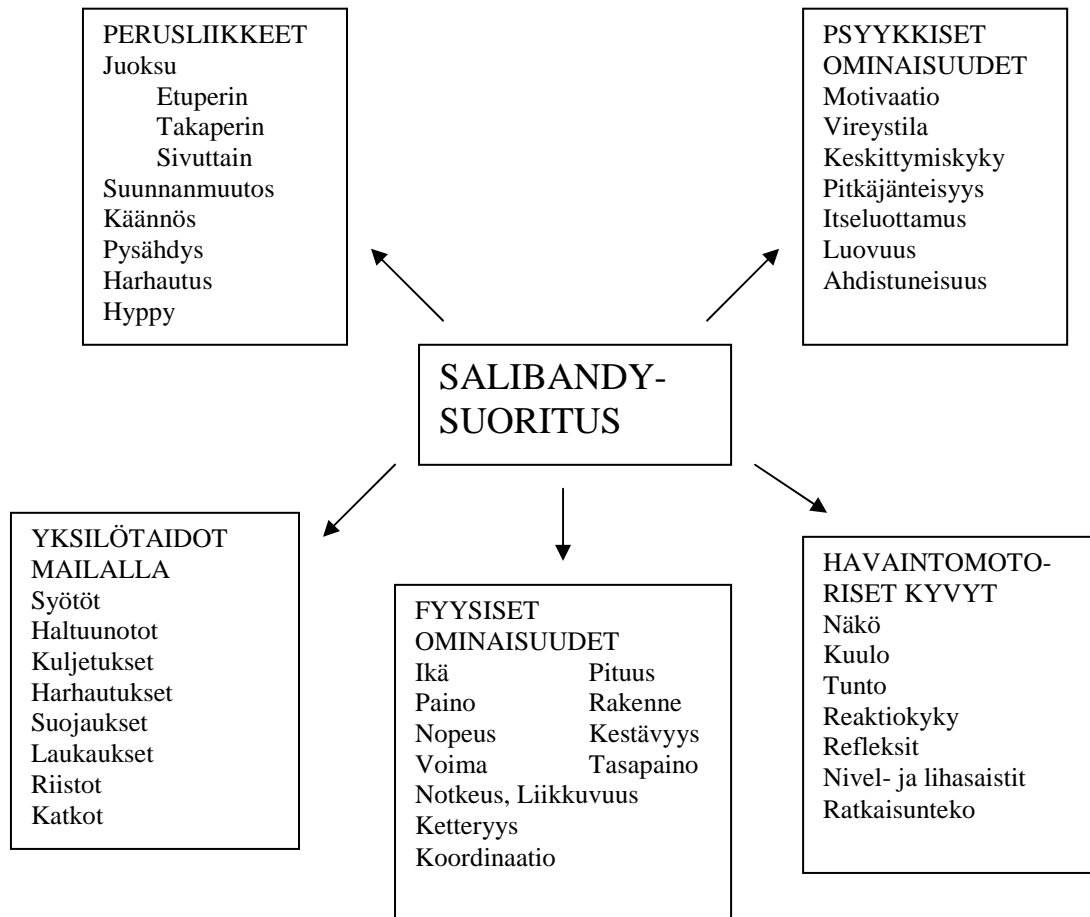 PERUSLIIKKEET
Juoksu
Etuperin
Takaperin
Sivuttain
Suunnanmuutos
Käännös
Pysähdys
Harhautus
Hyppy
PSYYKKISET
OMINAISUUDET
Motivaatio
Vireystila
Keskittymiskyky
Pitkäjänteisyys
Itseluottamus
Luovuus
Ahdistuneisuus
SALIBANDY-
SUORITUS
YKSILÖTAIDOT
MAILALLA
Syötöt
Haltuunotot
Kuljetukset
Harhautukset
Suojaukset
Laukaukset
Riistot
Katkot
FYYSISET
OMINAISUUDET
Ikä Pituus
Paino Rakenne
Nopeus Kestävyys
Voima Tasapaino
Notkeus, Liikkuvuus
Ketteryys
Koordinaatio
HAVAINTOMOTO-
RISET KYVYT
Näkö
Kuulo
Tunto
Reaktiokyky
Refleksit
Nivel- ja lihasaistit
Ratkaisunteko